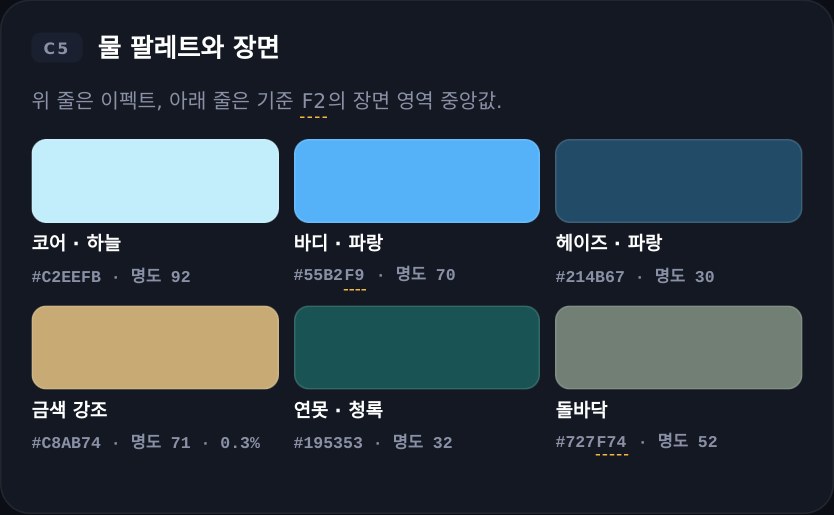 C5 물 팔레트와 장면
위 줄은 이펙트, 아래 줄은 기준 F2의 장면 영역 중앙값.
코어 · 하늘
#C2EEFB · 명도 92
바디 · 파랑
#55B2F9 · 명도 70
헤이즈 · 파랑
#214B67 · 명도 30
금색 강조
#C8AB74 · 명도 71 · 0.3%
연못 · 청록
#195353 · 명도 32
돌바닥
#727F74 · 명도 52